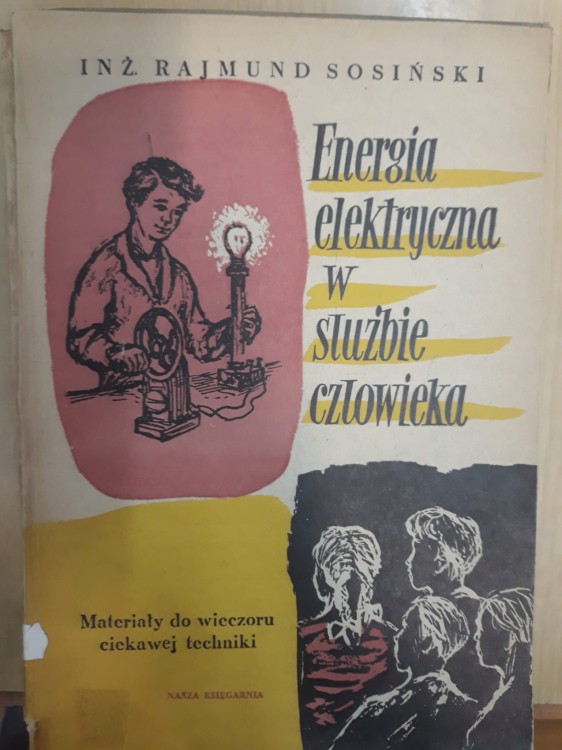 INŻ. RAJMUND SOSIŃSKI
Energia
elektryczna
w
służbie
człowieka
Materiały do wieczoru
ciekawej techniki
NASZA KSIĘGARNIA